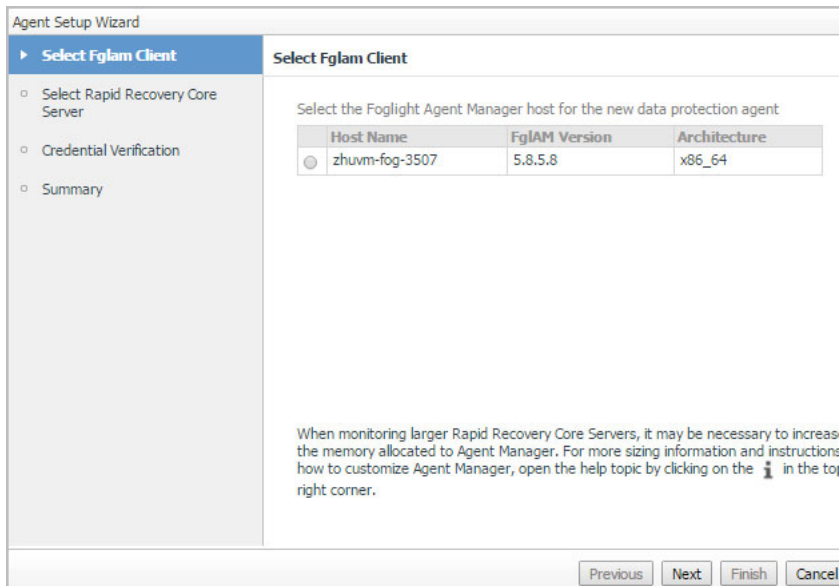 Agent Setup Wizard
Select Fglam Client
Select Rapid Recovery Core
Server
Credential Verification
Summary
Select Fglam Client
Select the Foglight Agent Manager host for the new data protection agent
Host Name FglAM Version Architecture
zhuvm-fog-3507 5.8.5.8 x86_64
When monitoring larger Rapid Recovery Core Servers, it may be necessary to increase
the memory allocated to Agent Manager. For more sizing information and instructions
how to customize Agent Manager, open the help topic by clicking on the i in the top
right corner.
Previous Next Finish Cancel